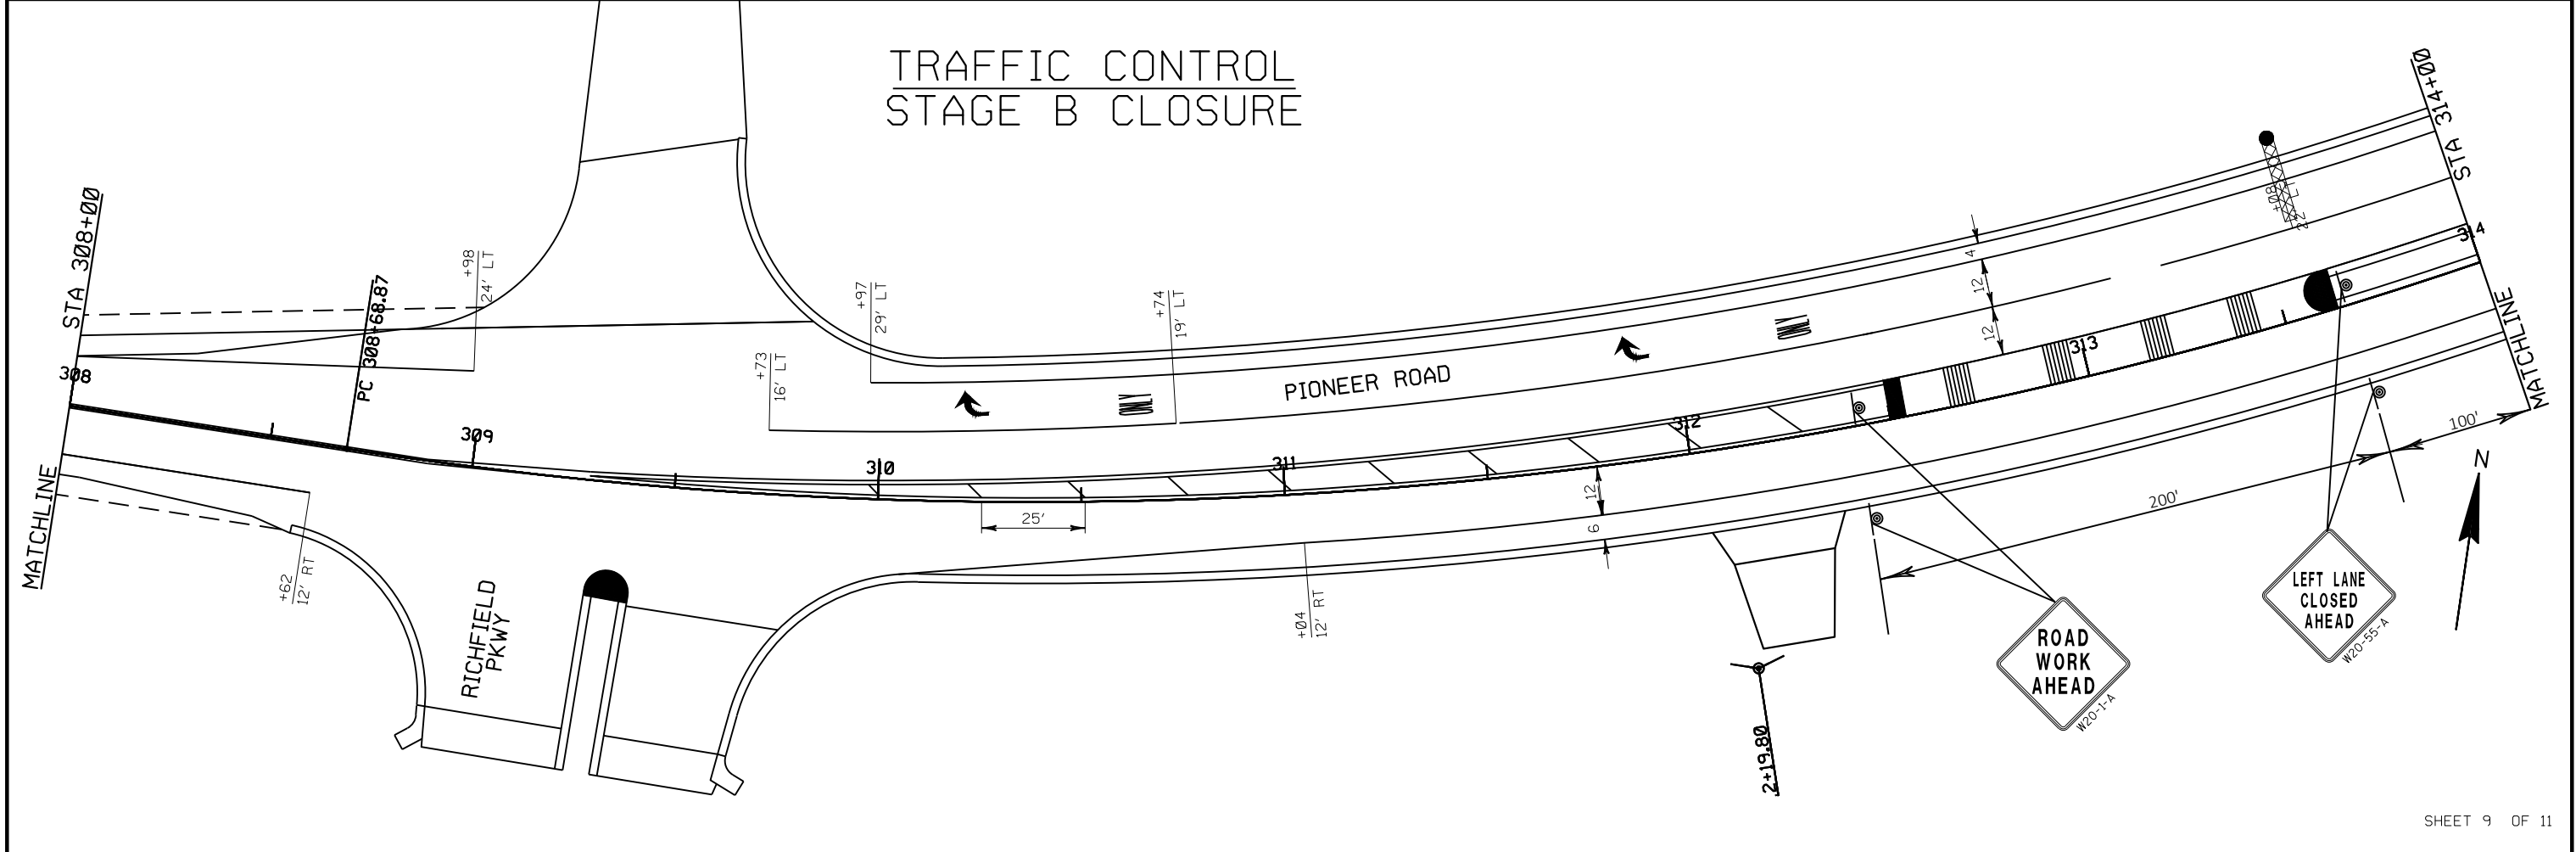 TRAFFIC CONTROL
STAGE B CLOSURE
STA 308+00
MATCHLINE
308
PC 308+68.87
+98
24' LT
309
+62
12' RT
RICHFIELD
PKWY
+73
16' LT
+97
29' LT
310
ONLY
25'
+74
19' LT
PIONEER ROAD
311
+04
12' RT
12
6
ONLY
312
4
12
12
313
2+19.80
ROAD
WORK
AHEAD
W20-1-A
200'
LEFT LANE
CLOSED
AHEAD
W20-55-A
100'
N
314
STA 314+00
MATCHLINE
SHEET 9 OF 11